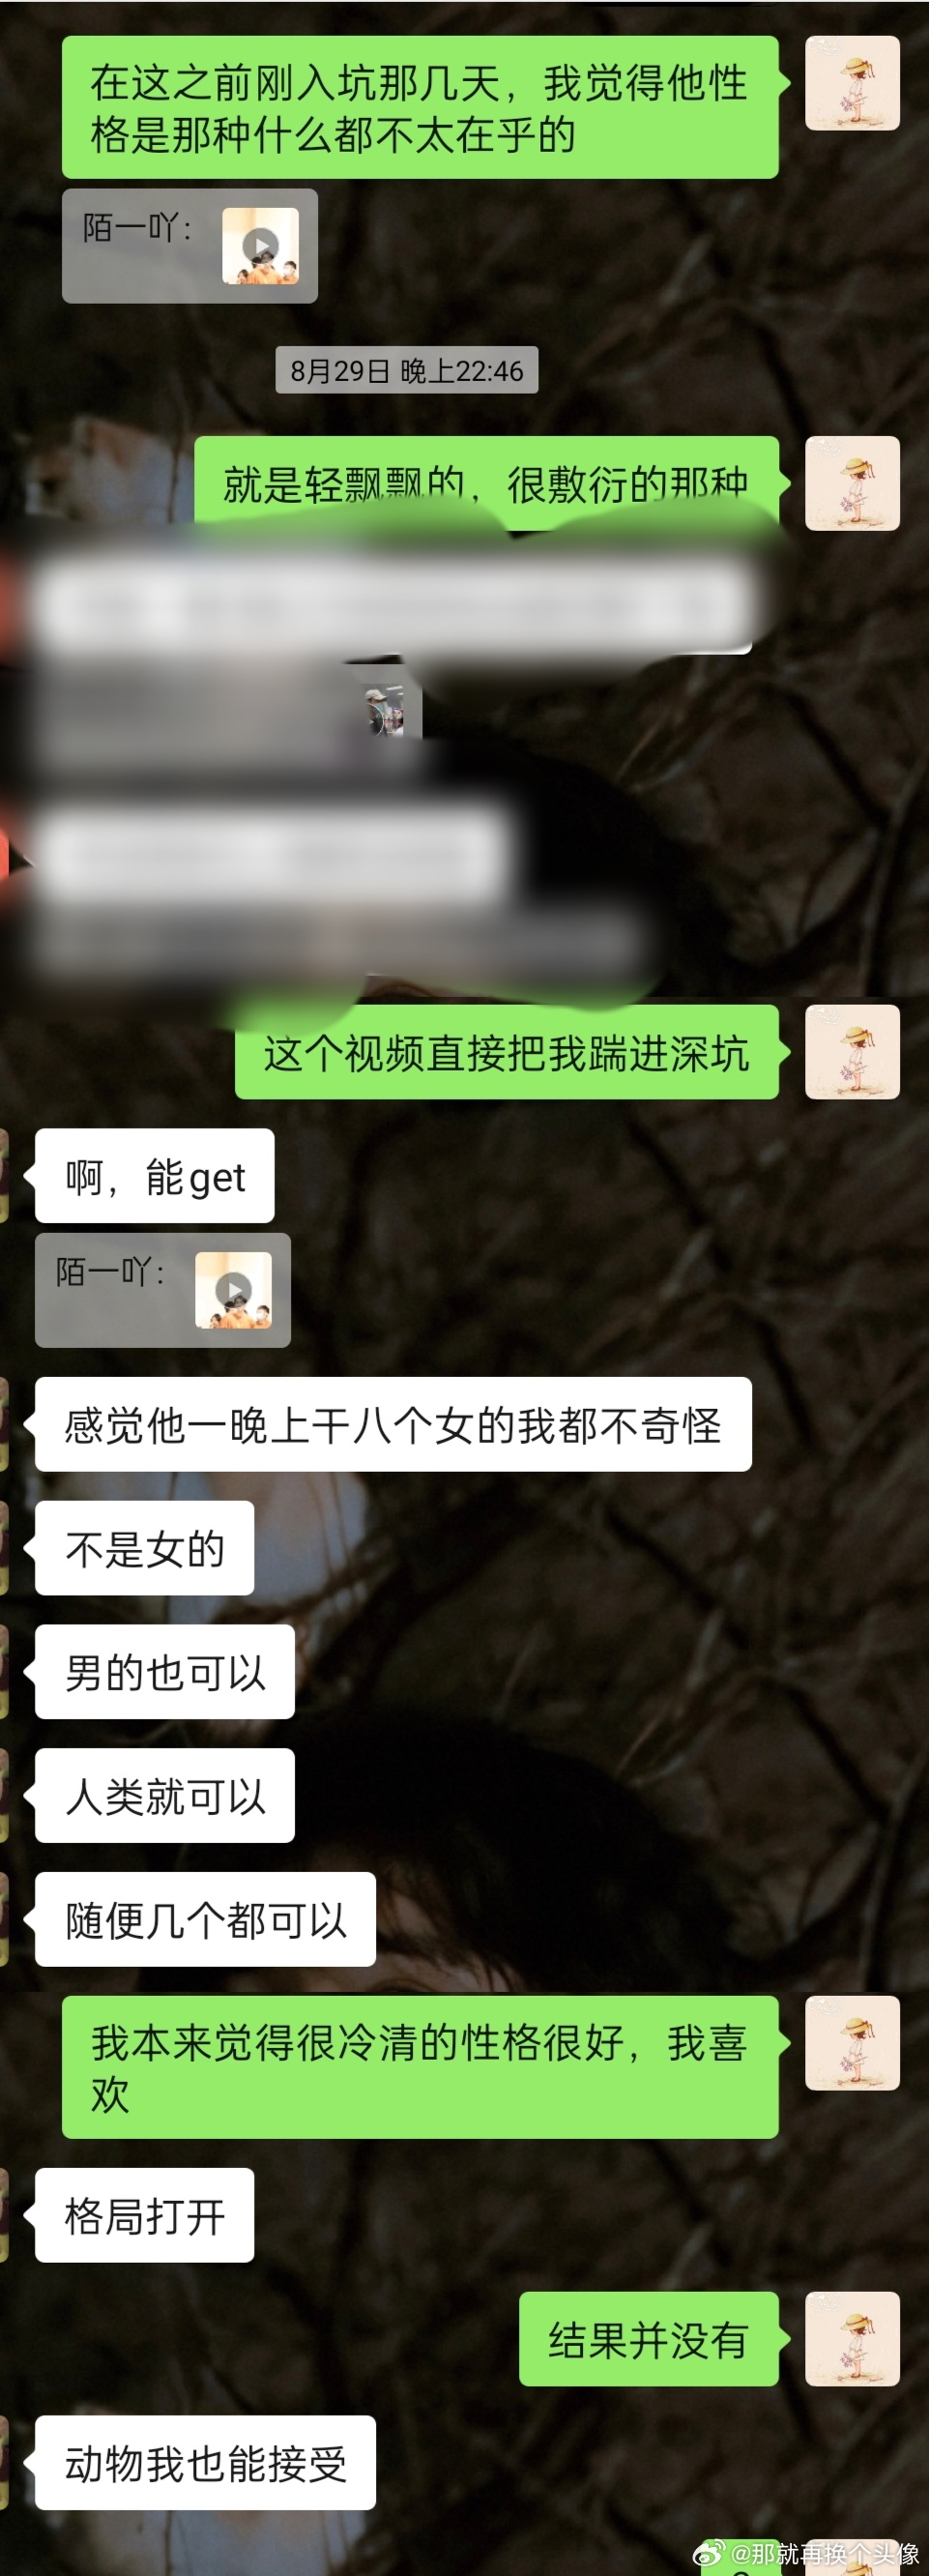 在这之前刚入坑那几天，我觉得他性
格是那种什么都不太在乎的
陌一吖：
8月29日 晚上22:46
就是轻飘飘的，很敷衍的那种
这个视频直接把我踹进深坑
啊，能get
陌一吖：
感觉他一晚上干八个女的我都不奇怪
不是女的
男的也可以
人类就可以
随便几个都可以
我本来觉得很冷清的性格很好，我喜
欢
格局打开
结果并没有
动物我也能接受
@那就再换个头像